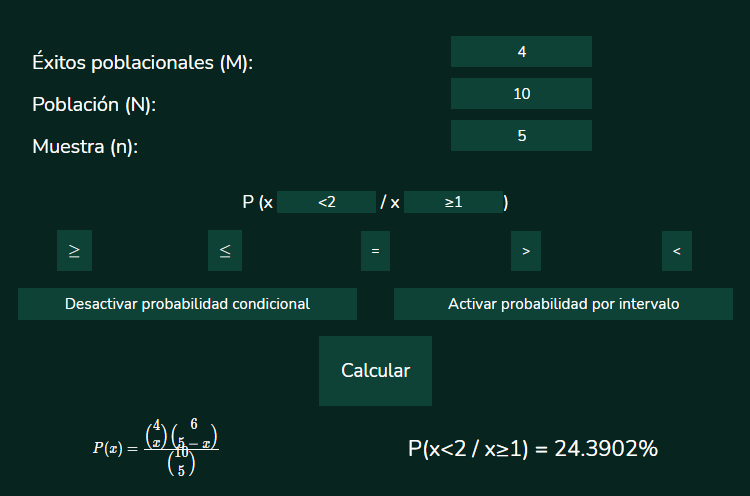 Éxitos poblacionales (M): 4
Población (N): 10
Muestra (n): 5
P (x <2 / x ≥1 )
≥ ≤ = > <
Desactivar probabilidad condicional Activar probabilidad por intervalo
Calcular
P(x) = \frac{\binom{4}{x}\binom{6}{5-x}}{\binom{10}{5}} P(x<2 / x≥1) = 24.3902%